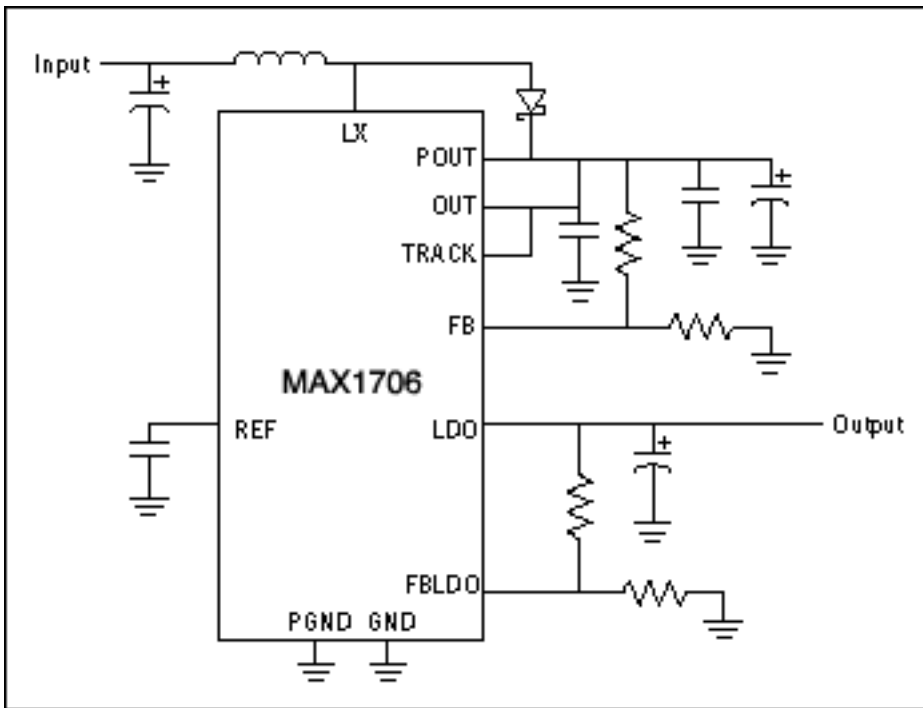 Input
+
LX
POUT
+
OUT
TRACK
FB
MAX1706
REF
LDO
+
Output
FBLDO
PGND GND